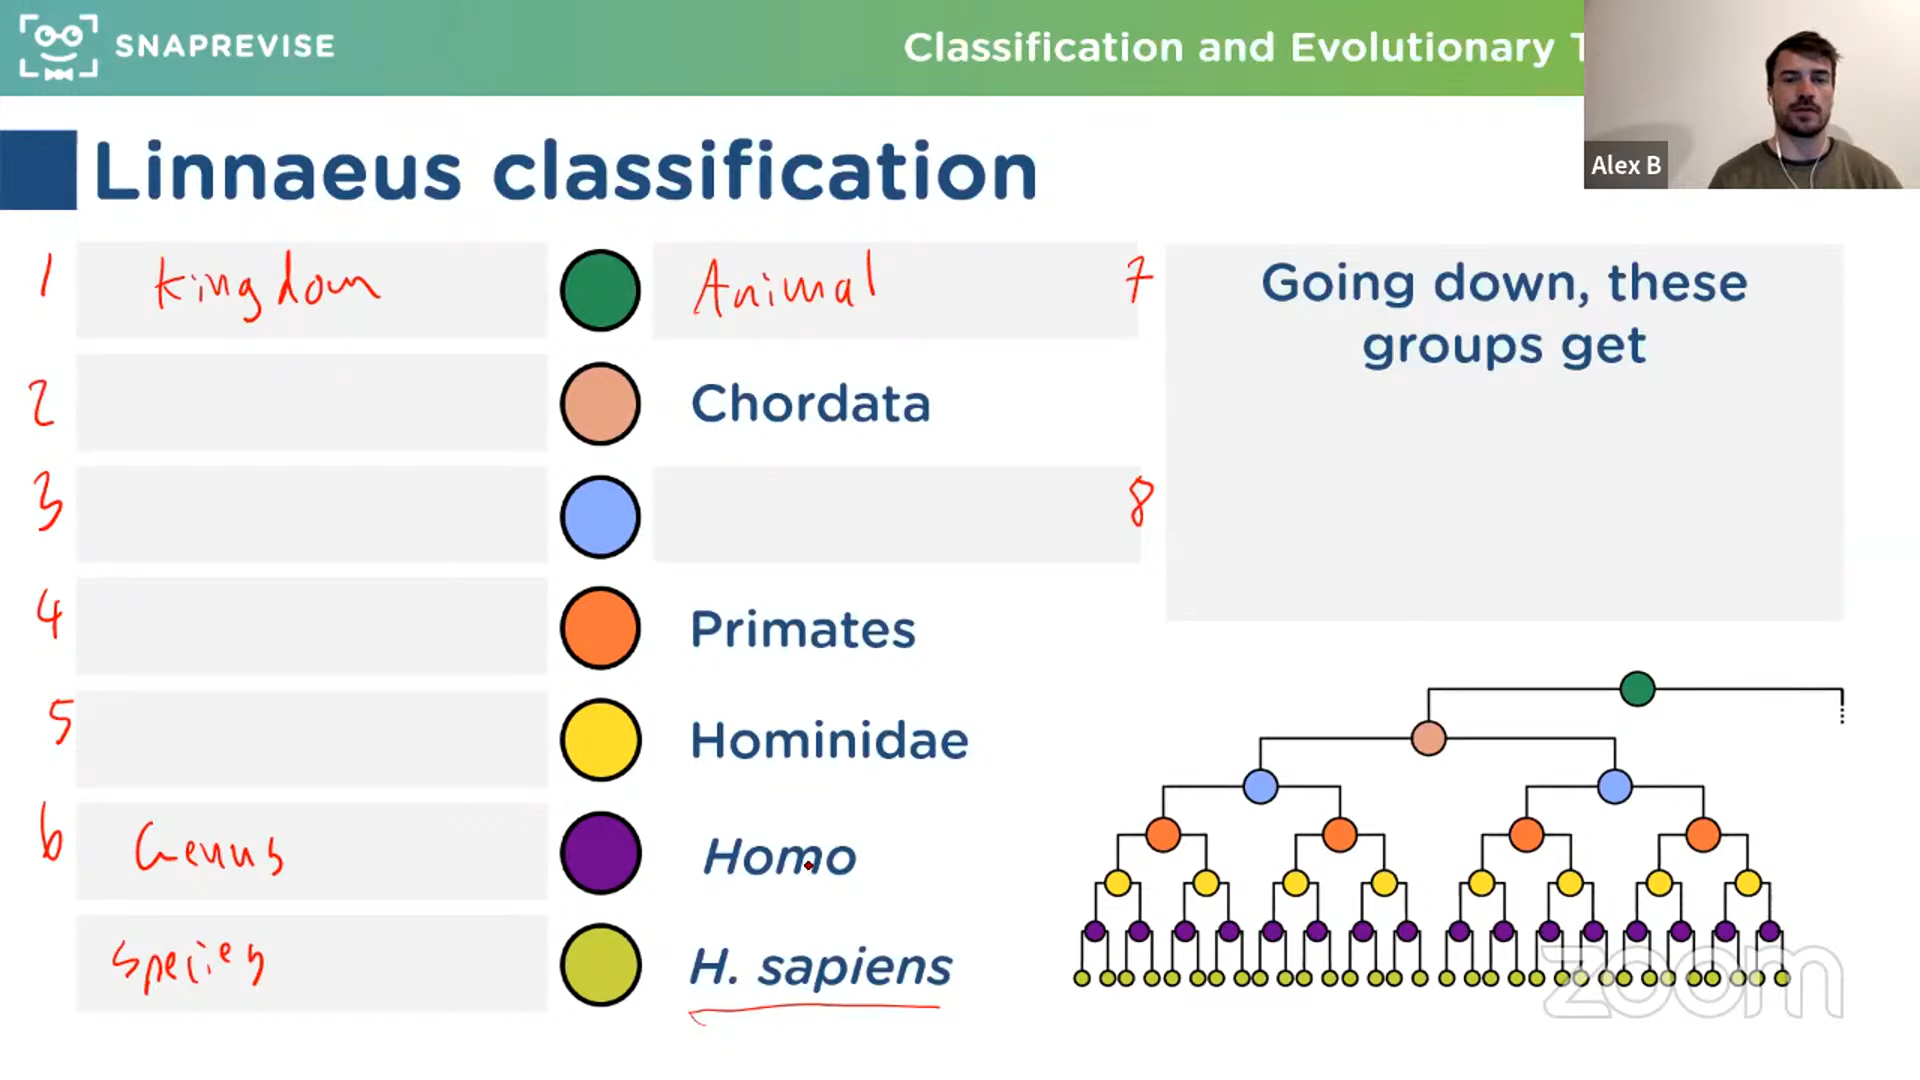 SNAPREVISE
Classification and Evolutionary T
Alex B
Linnaeus classification
1 Kingdom Animal 7
2 Chordata
3 8
4 Primates
5 Hominidae
6 Genus Homo
Species H. sapiens
Going down, these
groups get
zoom